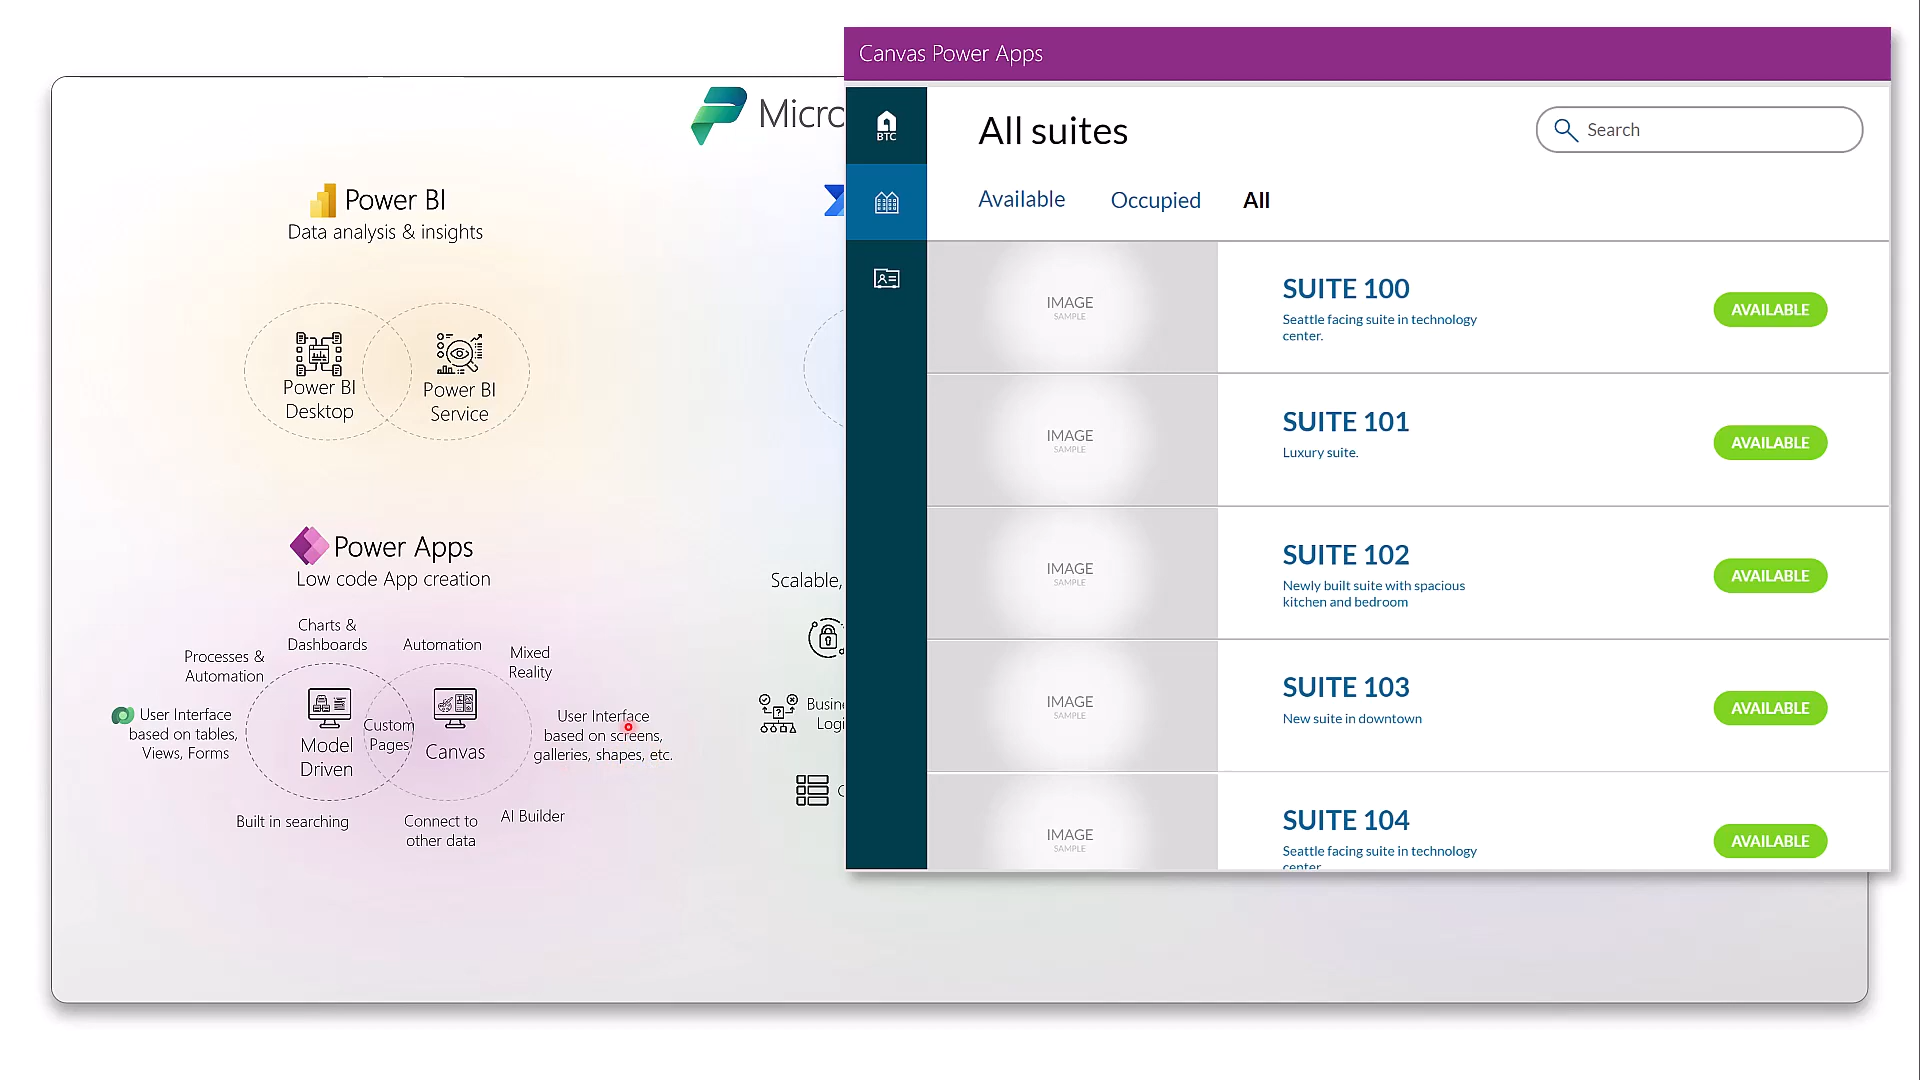 Canvas Power Apps
Micro
BTC
All suites
Search
Available
Occupied
All
Power BI
Data analysis & insights
Power BI
Desktop
Power BI
Service
Power Apps
Low code App creation
Charts &
Dashboards
Automation
Processes &
Automation
Mixed
Reality
User Interface
based on tables,
Views, Forms
Model
Driven
Custom
Pages
Canvas
User Interface
based on screens,
galleries, shapes, etc.
Built in searching
Connect to
other data
AI Builder
Scalable,
Busine
Logi
IMAGE
SAMPLE
SUITE 100
Seattle facing suite in technology
center.
AVAILABLE
IMAGE
SAMPLE
SUITE 101
Luxury suite.
AVAILABLE
IMAGE
SAMPLE
SUITE 102
Newly built suite with spacious
kitchen and bedroom
AVAILABLE
IMAGE
SAMPLE
SUITE 103
New suite in downtown
AVAILABLE
IMAGE
SAMPLE
SUITE 104
Seattle facing suite in technology
center
AVAILABLE